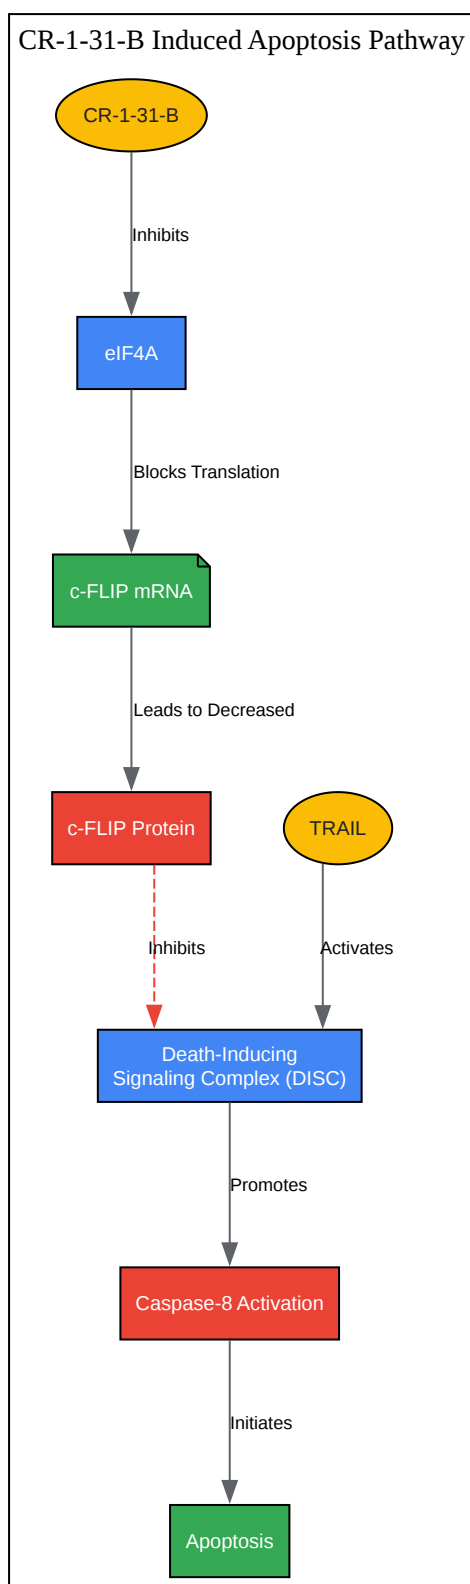 CR-1-31-B Induced Apoptosis Pathway
CR-1-31-B
Inhibits
eIF4A
Blocks Translation
c-FLIP mRNA
Leads to Decreased
c-FLIP Protein
TRAIL
Inhibits
Activates
Death-Inducing
Signaling Complex (DISC)
Promotes
Caspase-8 Activation
Initiates
Apoptosis